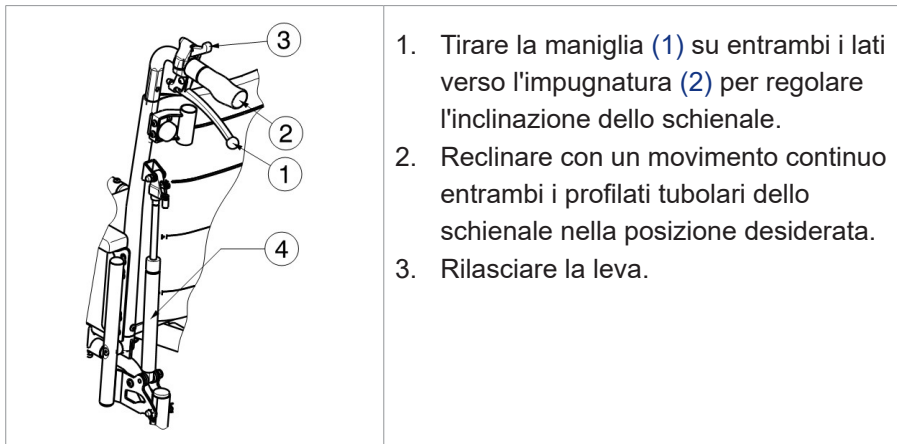 3
2
1
4
1. Tirare la maniglia (1) su entrambi i lati
verso l'impugnatura (2) per regolare
l'inclinazione dello schienale.
2. Reclinare con un movimento continuo
entrambi i profilati tubolari dello
schienale nella posizione desiderata.
3. Rilasciare la leva.